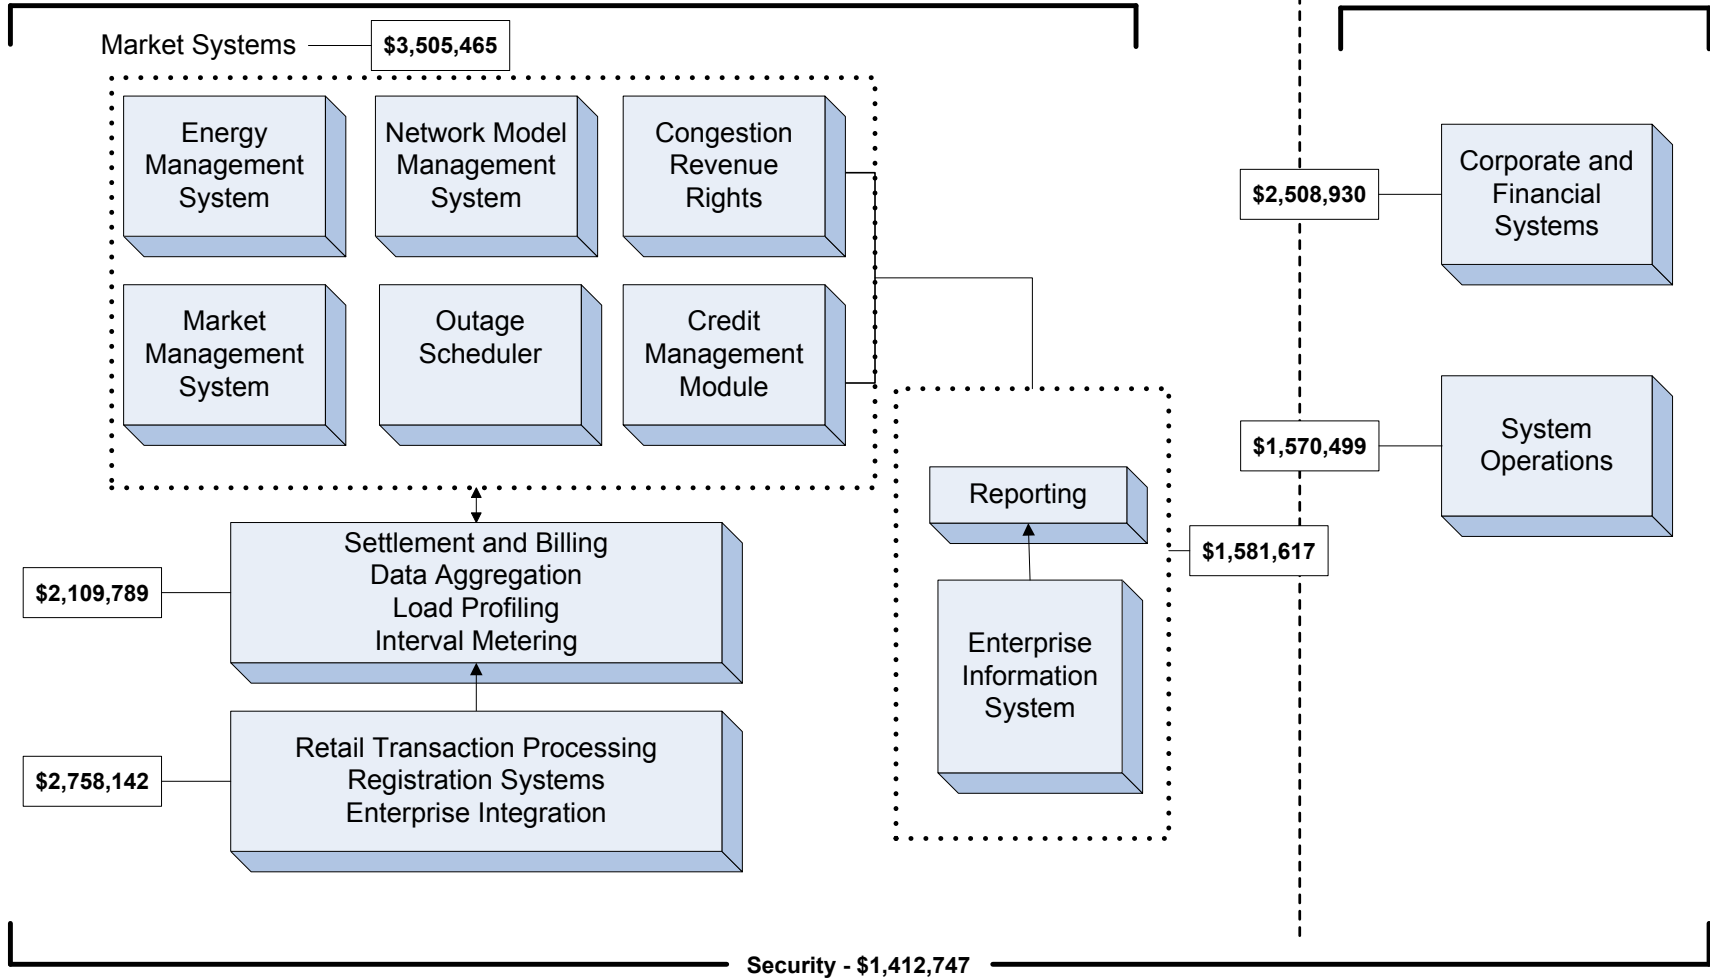 Market Systems
$3,505,465
Energy
Management
System
Network Model
Management
System
Congestion
Revenue
Rights
Market
Management
System
Outage
Scheduler
Credit
Management
Module
$2,508,930
Corporate and
Financial
Systems
$1,570,499
System
Operations
Reporting
$1,581,617
Enterprise
Information
System
$2,109,789
Settlement and Billing
Data Aggregation
Load Profiling
Interval Metering
$2,758,142
Retail Transaction Processing
Registration Systems
Enterprise Integration
Security - $1,412,747